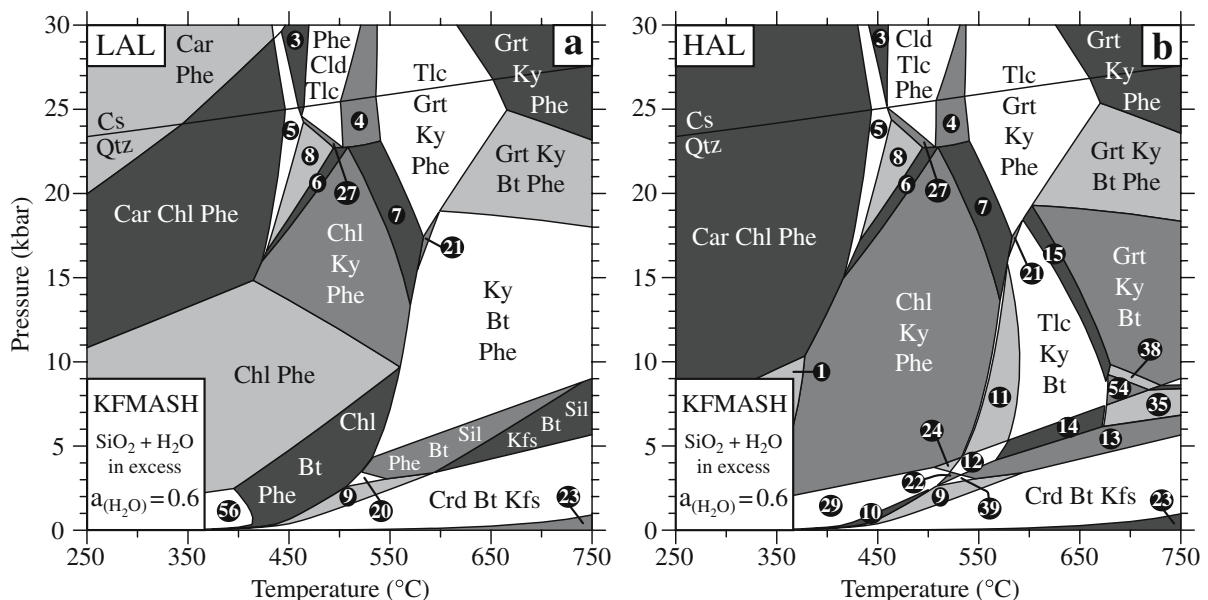 LAL
a
30
25
20
15
10
5
0
Pressure (kbar)
Car
Phe
3
Phe
Cld
Tlc
Tlc
Grt
Ky
Phe
Grt
Ky
Phe
Cs
Qtz
5
4
8
6
27
7
Grt Ky
Bt Phe
Car Chl Phe
Chl
Ky
Phe
21
Ky
Bt
Phe
Chl Phe
KFMASH
SiO2 + H2O
in excess
a(H2O) = 0.6
Chl
Bt
Phe
Sil
Bt
Phe
Sil
Bt
Kfs
56
9
20
Crd Bt Kfs
23
250
350
450
550
650
750
Temperature (°C)
HAL
b
30
25
20
15
10
5
0
3
Cld
Tlc
Phe
Tlc
Grt
Ky
Phe
Grt
Ky
Phe
Cs
Qtz
5
4
8
6
27
7
Grt Ky
Bt Phe
Car Chl Phe
21
15
Grt
Ky
Bt
Chl
Ky
Phe
Tlc
Ky
Bt
1
38
54
35
11
KFMASH
SiO2 + H2O
in excess
a(H2O) = 0.6
24
14
13
12
22
29
10
9
39
Crd Bt Kfs
23
250
350
450
550
650
750
Temperature (°C)